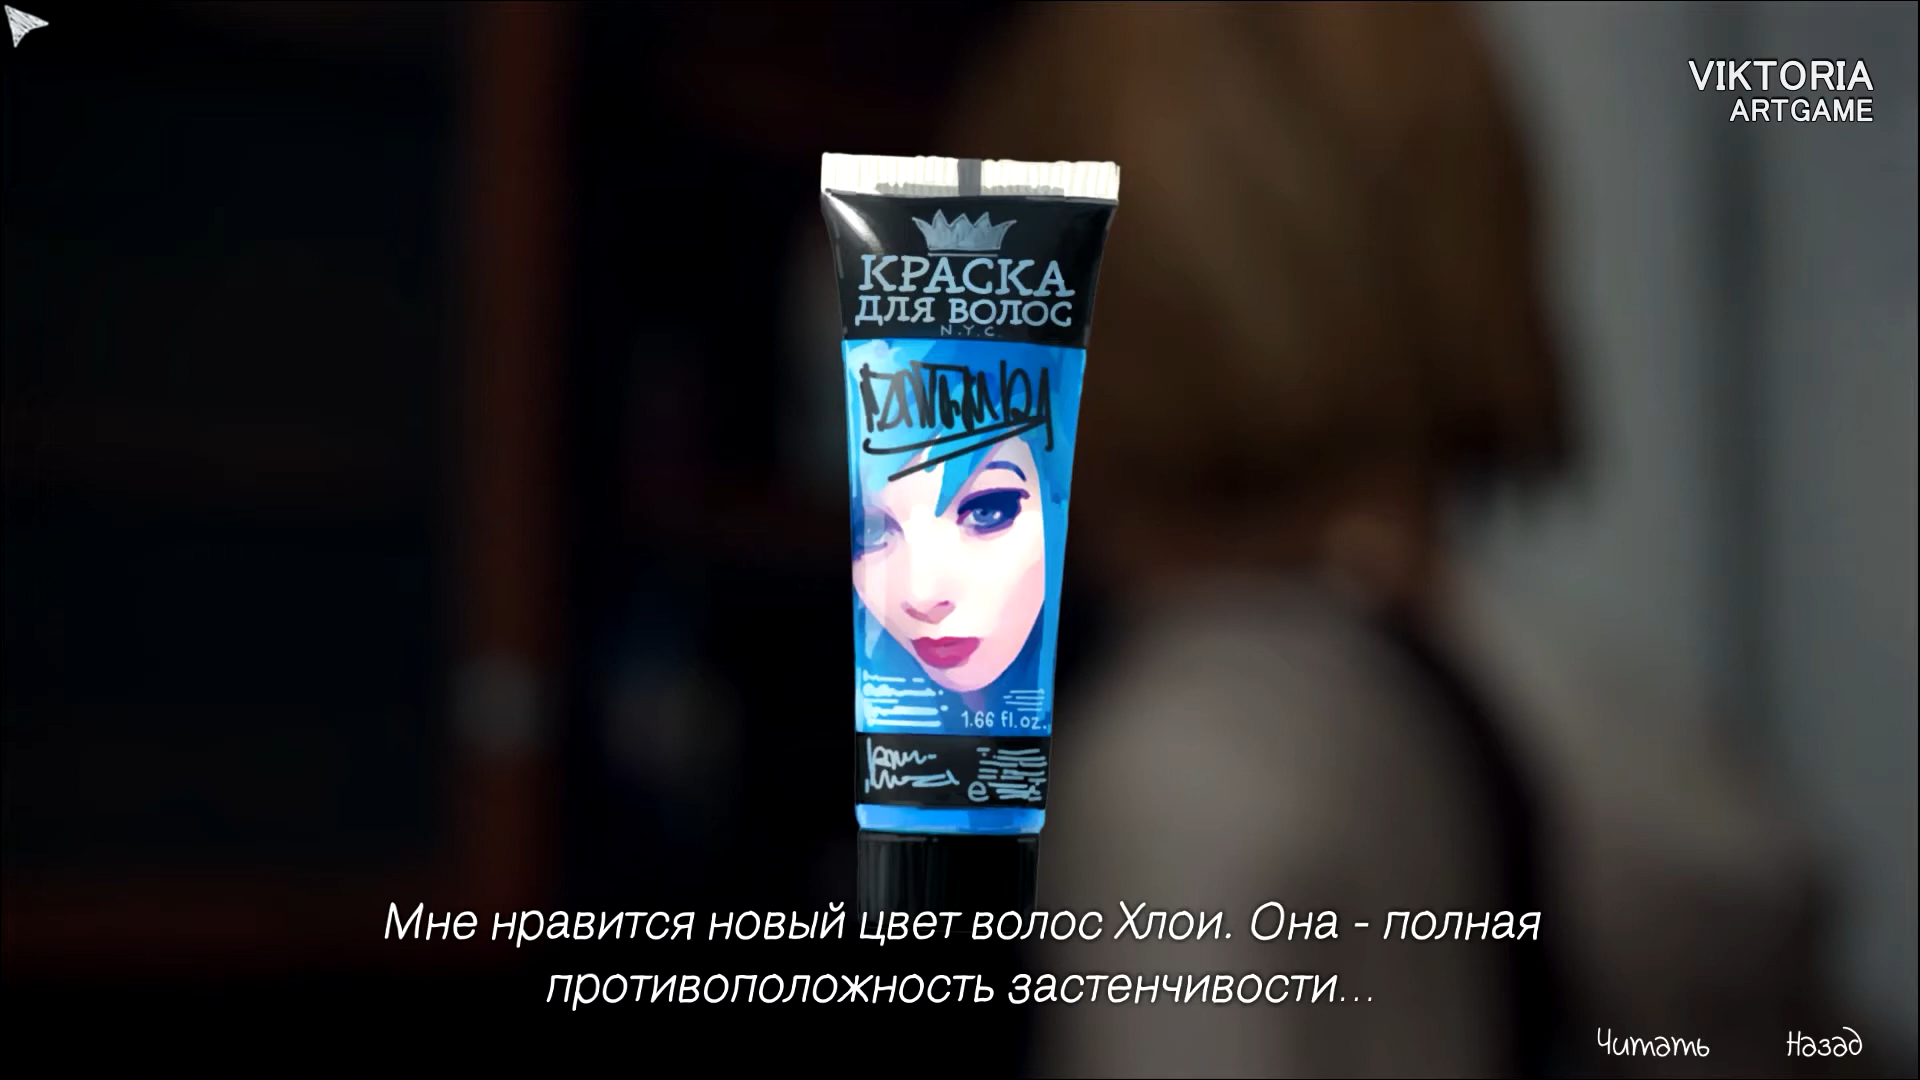 VIKTORIA
ARTGAME
КРАСКА
ДЛЯ ВОЛОС
N.Y.C.
1.66 fl.oz.
e
Мне нравится новый цвет волос Хлои. Она - полная
противоположность застенчивости...
Читать Назад